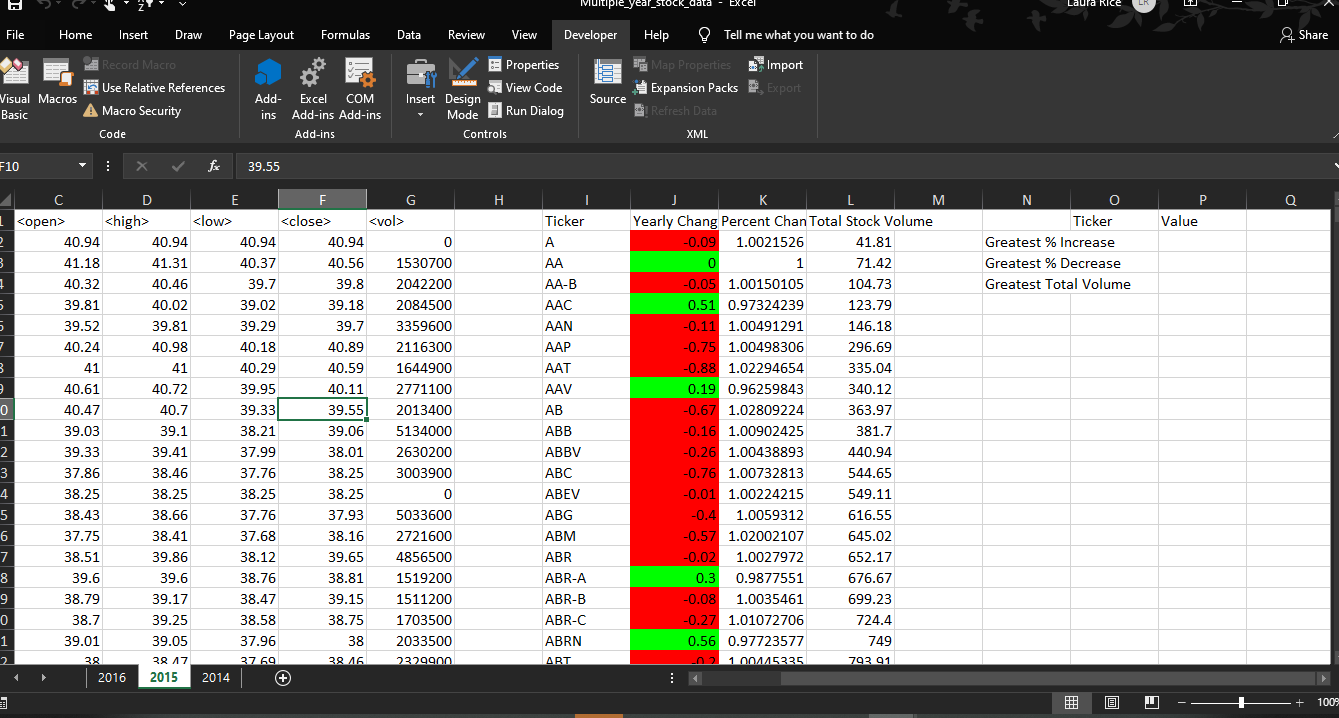 Multiple_year_stock_data - Excel Laura Rice LR
File Home Insert Draw Page Layout Formulas Data Review View Developer Help Tell me what you want to do Share
Visual Basic
Macros
Record Macro
Use Relative References
Macro Security
Code
Add-ins
Excel Add-ins
COM Add-ins
Add-ins
Insert
Design Mode
Properties
View Code
Run Dialog
Controls
Source
Map Properties
Expansion Packs
Refresh Data
Import
Export
XML
F10 fx 39.55
C D E F G H I J K L M N O P Q
1 <open> <high> <low> <close> <vol> Ticker Yearly Chang Percent Chan Total Stock Volume Ticker Value
2 40.94 40.94 40.94 40.94 0 A -0.09 1.0021526 41.81 Greatest % Increase
3 41.18 41.31 40.37 40.56 1530700 AA 0 1 71.42 Greatest % Decrease
4 40.32 40.46 39.7 39.8 2042200 AA-B -0.05 1.00150105 104.73 Greatest Total Volume
5 39.81 40.02 39.02 39.18 2084500 AAC 0.51 0.97324239 123.79
6 39.52 39.81 39.29 39.7 3359600 AAN -0.11 1.00491291 146.18
7 40.24 40.98 40.18 40.89 2116300 AAP -0.75 1.00498306 296.69
8 41 41 40.29 40.59 1644900 AAT -0.88 1.02294654 335.04
9 40.61 40.72 39.95 40.11 2771100 AAV 0.19 0.96259843 340.12
0 40.47 40.7 39.33 39.55 2013400 AB -0.67 1.02809224 363.97
1 39.03 39.1 38.21 39.06 5134000 ABB -0.16 1.00902425 381.7
2 39.33 39.41 37.99 38.01 2630200 ABBV -0.26 1.00438893 440.94
3 37.86 38.46 37.76 38.25 3003900 ABC -0.76 1.00732813 544.65
4 38.25 38.25 38.25 38.25 0 ABEV -0.01 1.00224215 549.11
5 38.43 38.66 37.76 37.93 5033600 ABG -0.4 1.0059312 616.55
6 37.75 38.41 37.68 38.16 2721600 ABM -0.57 1.02002107 645.02
7 38.51 39.86 38.12 39.65 4856500 ABR -0.02 1.0027972 652.17
8 39.6 39.6 38.76 38.81 1519200 ABR-A 0.3 0.9877551 676.67
9 38.79 39.17 38.47 39.15 1511200 ABR-B -0.08 1.0035461 699.23
0 38.7 39.25 38.58 38.75 1703500 ABR-C -0.27 1.01072706 724.4
1 39.01 39.05 37.96 38 2033500 ABRN 0.56 0.97723577 749
2 38 38.47 37.69 38.46 2329900 ABT -0.2 1.00445335 793.91
2016 2015 2014
100%